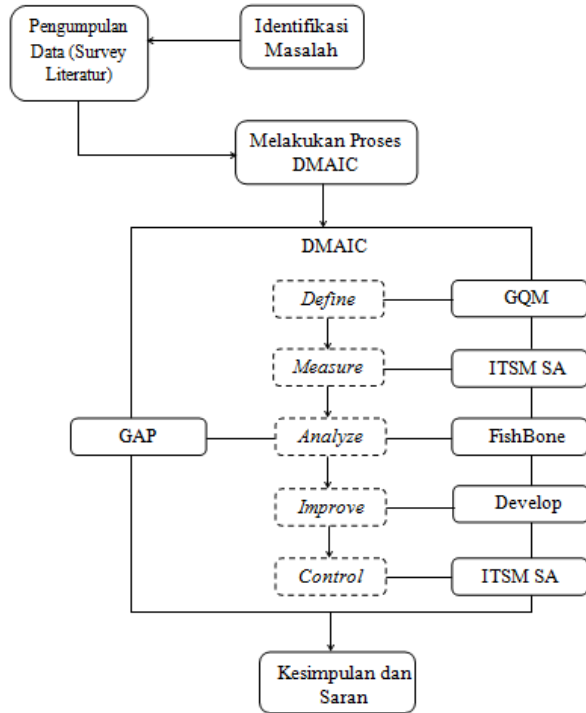 Pengumpulan
Data (Survey
Literatur)
Identifikasi
Masalah
Melakukan Proses
DMAIC
DMAIC
Define
GQM
Measure
ITSM SA
GAP
Analyze
FishBone
Improve
Develop
Control
ITSM SA
Kesimpulan dan
Saran